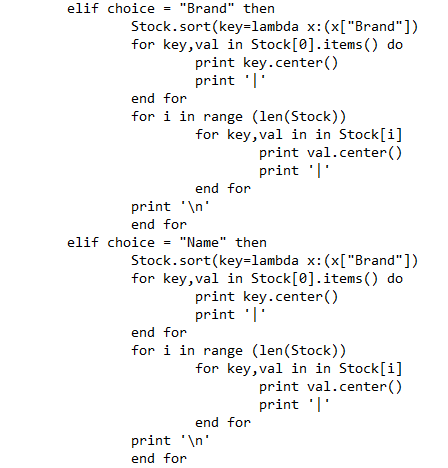 elif choice = "Brand" then
Stock.sort(key=lambda x:(x["Brand"])
for key,val in Stock[0].items() do
print key.center()
print '|'
end for
for i in range (len(Stock))
for key,val in in Stock[i]
print val.center()
print '|'
end for
print '\n'
end for
elif choice = "Name" then
Stock.sort(key=lambda x:(x["Brand"])
for key,val in Stock[0].items() do
print key.center()
print '|'
end for
for i in range (len(Stock))
for key,val in in Stock[i]
print val.center()
print '|'
end for
print '\n'
end for